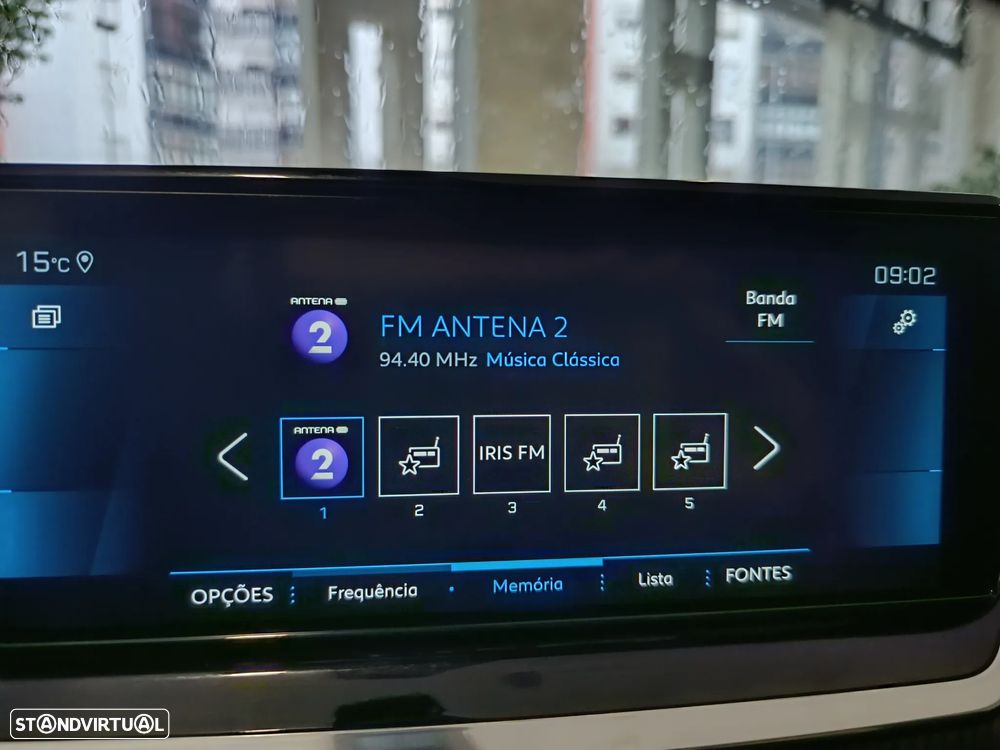 15°C
09:02
ANTENA
2
FM ANTENA 2
94.40 MHz Música Clássica
Banda
FM
ANTENA
2
IRIS FM
1
2
3
4
5
OPÇÕES
Frequência
Memória
Lista
FONTES
STANDVIRTUAL